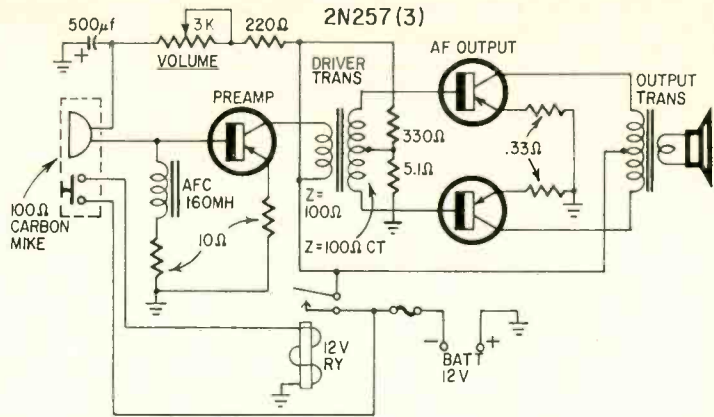 2N257(3)
500µf
+
3K
220Ω
VOLUME
DRIVER
TRANS
AF OUTPUT
OUTPUT
TRANS
PREAMP
330Ω
5.1Ω
.33Ω
AFC
160MH
100Ω
CARBON
MIKE
10Ω
Z=
100Ω
Z=100Ω CT
12V
RY
- +
BATT
12V